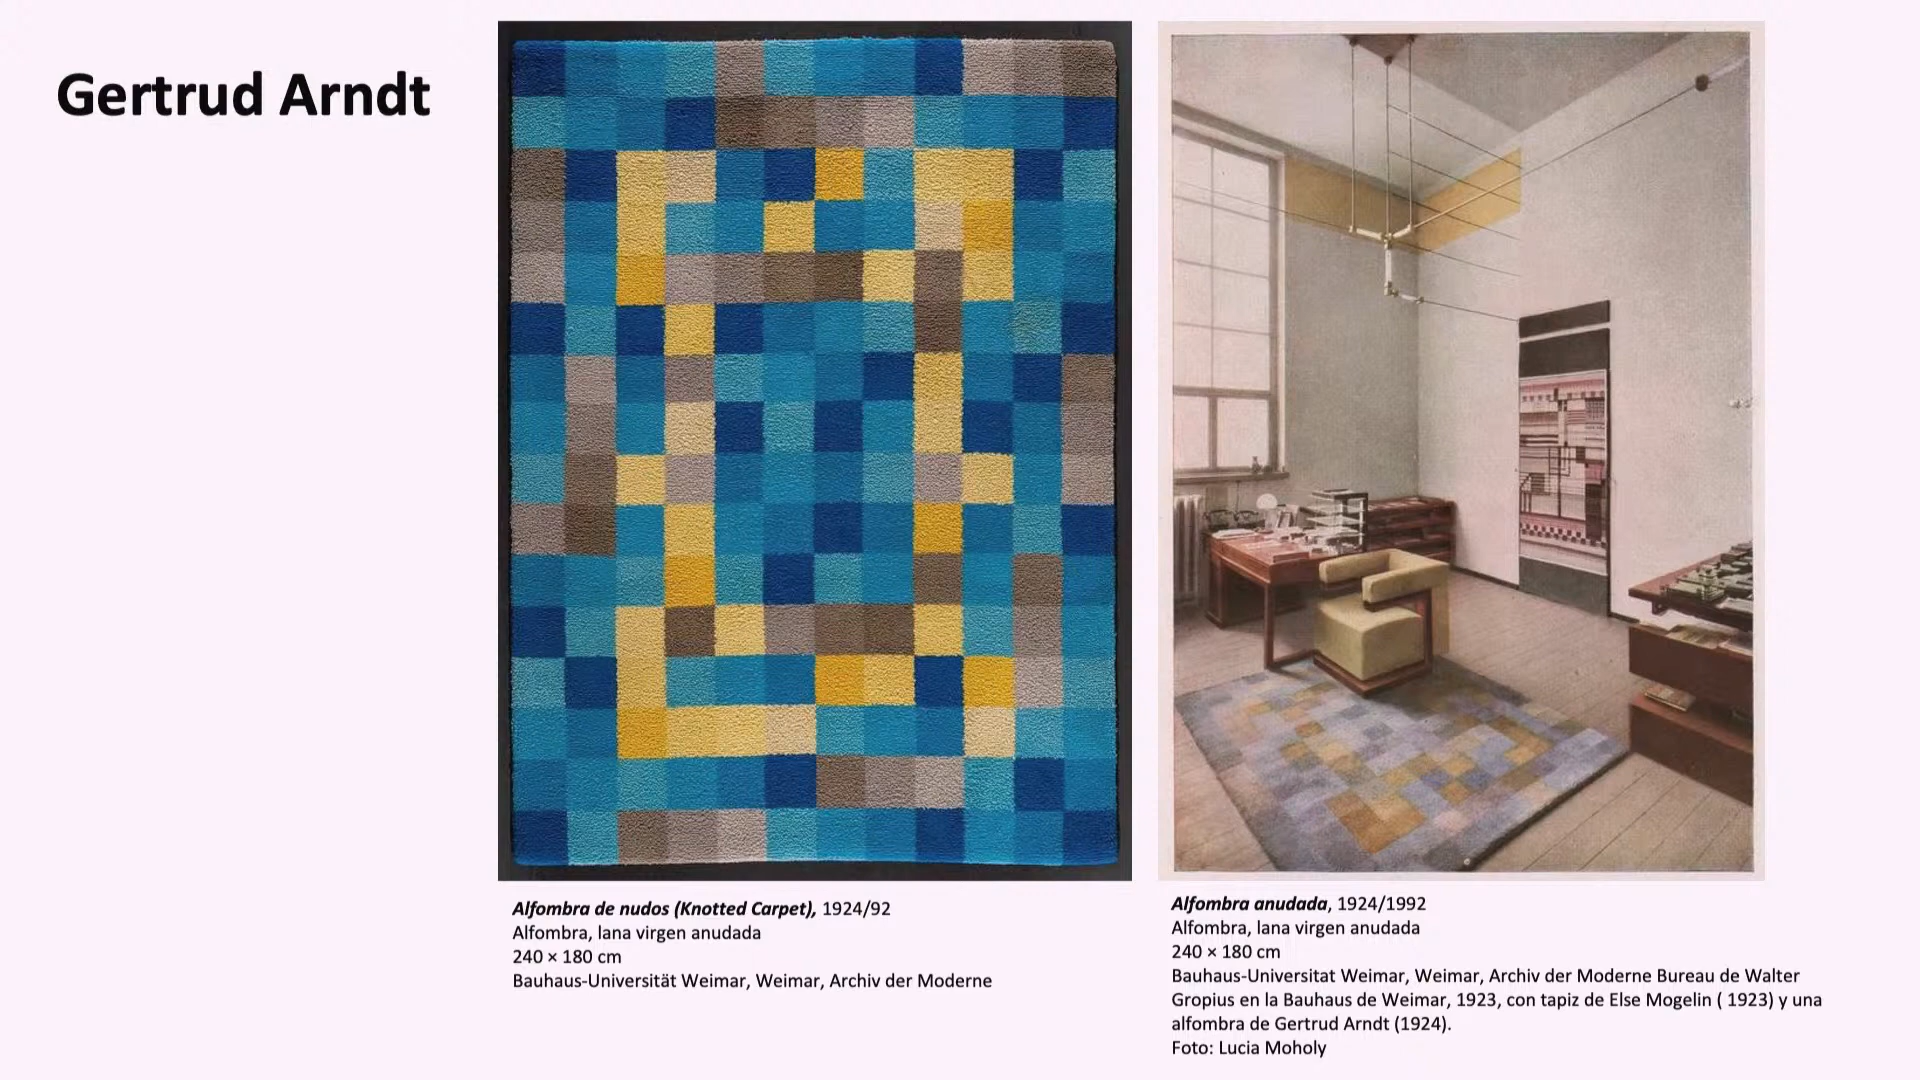 Gertrud Arndt
Alfombra de nudos (Knotted Carpet), 1924/92
Alfombra, lana virgen anudada
240 × 180 cm
Bauhaus-Universität Weimar, Weimar, Archiv der Moderne
Alfombra anudada, 1924/1992
Alfombra, lana virgen anudada
240 × 180 cm
Bauhaus-Universitat Weimar, Weimar, Archiv der Moderne Bureau de Walter
Gropius en la Bauhaus de Weimar, 1923, con tapiz de Else Mogelin ( 1923) y una
alfombra de Gertrud Arndt (1924).
Foto: Lucia Moholy